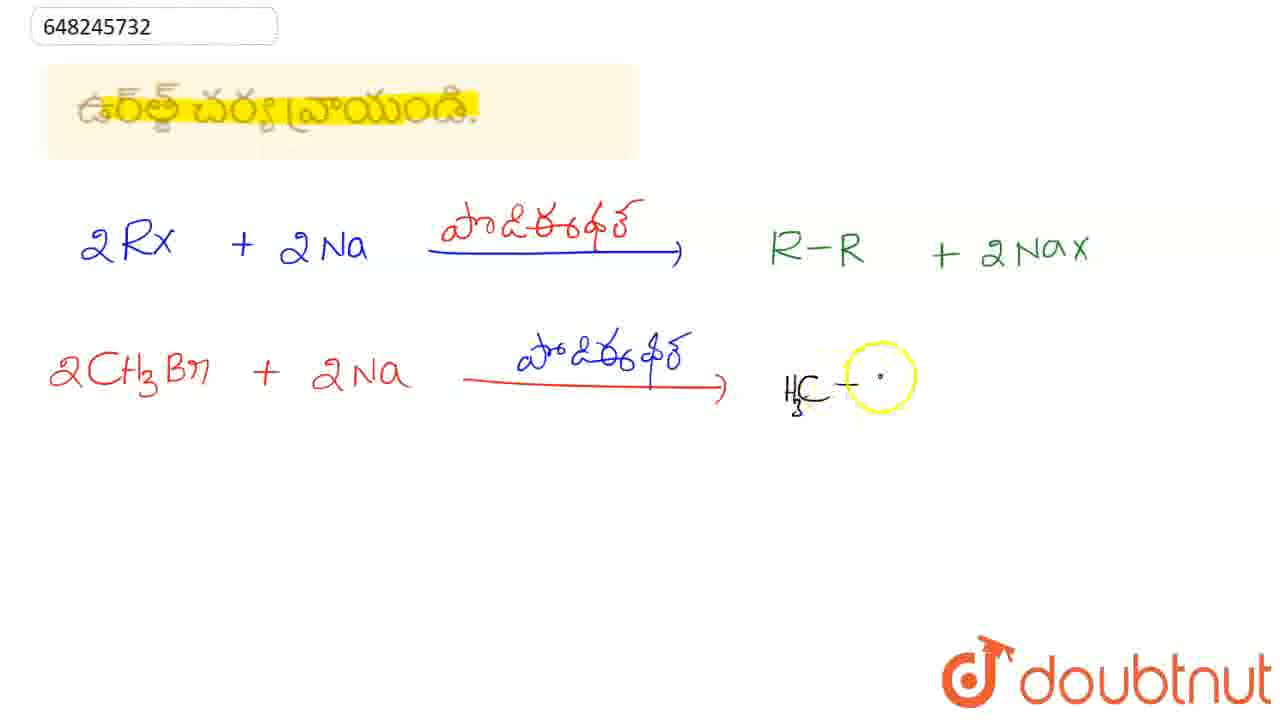 648245732
ఉర్ట్జ్ చర్య వ్రాయండి.
పొడి ఈథర్
2Rx + 2Na → R-R + 2Nax
పొడి ఈథర్
2CH3Br + 2Na → H3C -
doubtnut